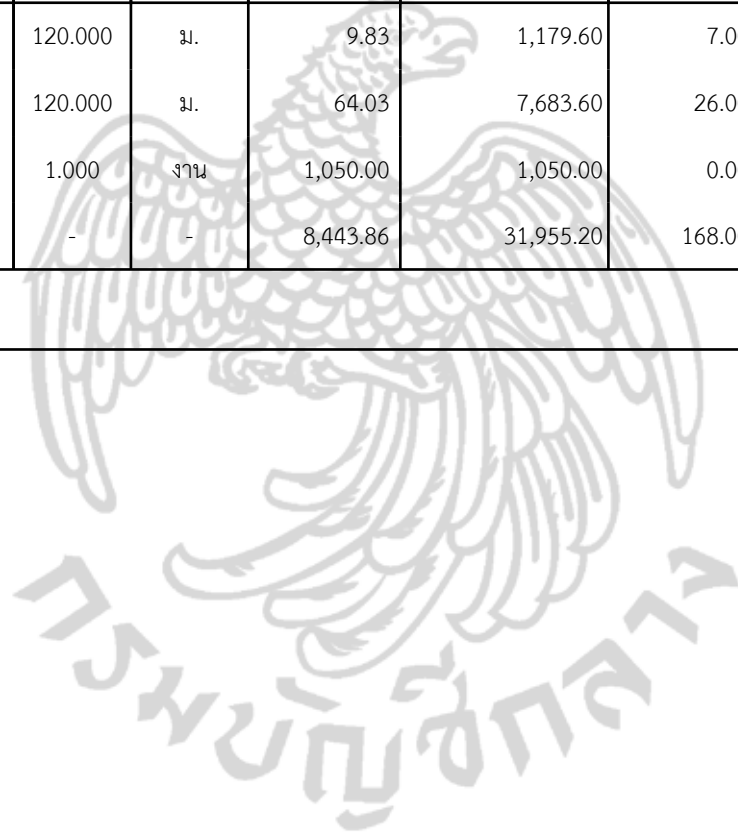 120.000 ม. 9.83 1,179.60 7.0
120.000 ม. 64.03 7,683.60 26.0
1.000 งาน 1,050.00 1,050.00 0.0
- - 8,443.86 31,955.20 168.0
กรมบัญชีกลาง